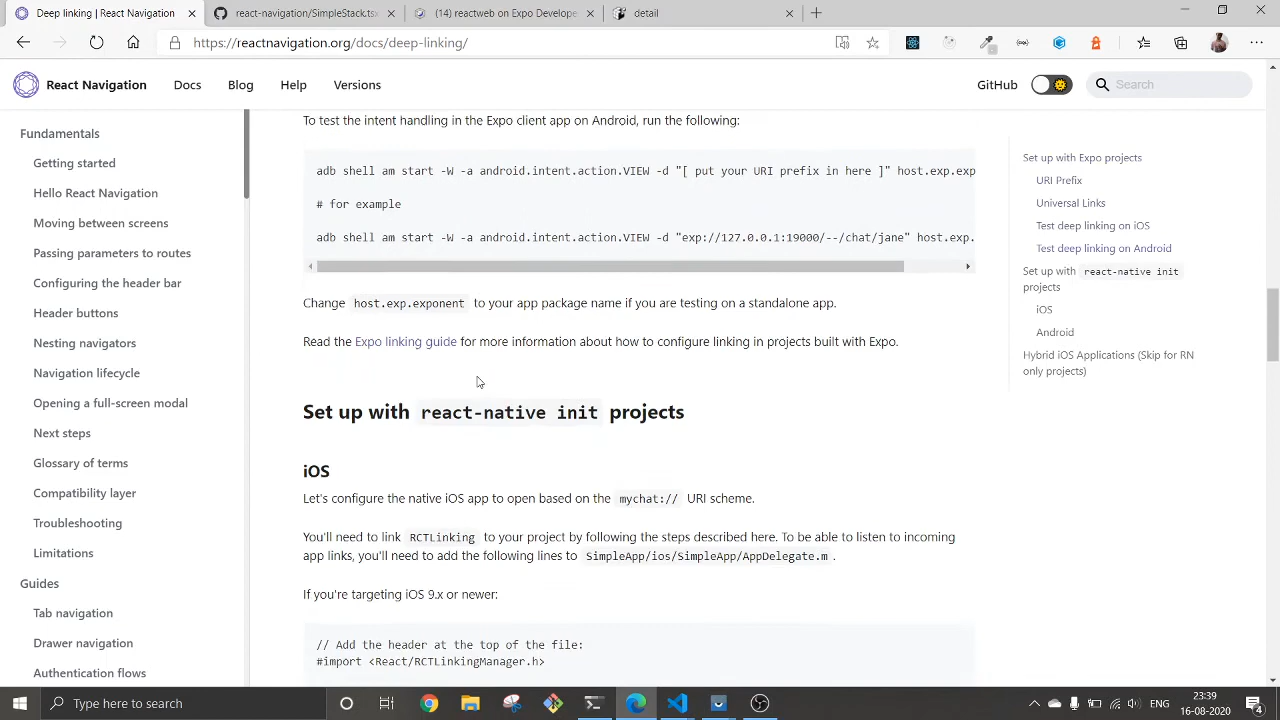 Deep linking | React Navigation
react-navigation/SimpleStack.tsx
(14) reactweb on Expo Develope
detail
https://reactnavigation.org/docs/deep-linking/
React Navigation
Docs
Blog
Help
Versions
GitHub
Search
Fundamentals
Getting started
Hello React Navigation
Moving between screens
Passing parameters to routes
Configuring the header bar
Header buttons
Nesting navigators
Navigation lifecycle
Opening a full-screen modal
Next steps
Glossary of terms
Compatibility layer
Troubleshooting
Limitations
Guides
Tab navigation
Drawer navigation
Authentication flows
To test the intent handling in the Expo client app on Android, run the following:
adb shell am start -W -a android.intent.action.VIEW -d "[ put your URI prefix in here ]" host.exp.exp
# for example
adb shell am start -W -a android.intent.action.VIEW -d "exp://127.0.0.1:19000/--/chat/jane" host.exp.
Change host.exp.exponent to your app package name if you are testing on a standalone app.
Read the Expo linking guide for more information about how to configure linking in projects built with Expo.
Set up with react-native init projects
iOS
Let's configure the native iOS app to open based on the mychat:// URI scheme.
You'll need to link RCTLinking to your project by following the steps described here. To be able to listen to incoming
app links, you'll need to add the following lines to SimpleApp/ios/SimpleApp/AppDelegate.m .
If you're targeting iOS 9.x or newer:
// Add the header at the top of the file:
#import <React/RCTLinkingManager.h>
Set up with Expo projects
URI Prefix
Universal Links
Test deep linking on iOS
Test deep linking on Android
Set up with react-native init
projects
iOS
Android
Hybrid iOS Applications (Skip for RN
only projects)
Type here to search
ENG
23:39
16-08-2020
4